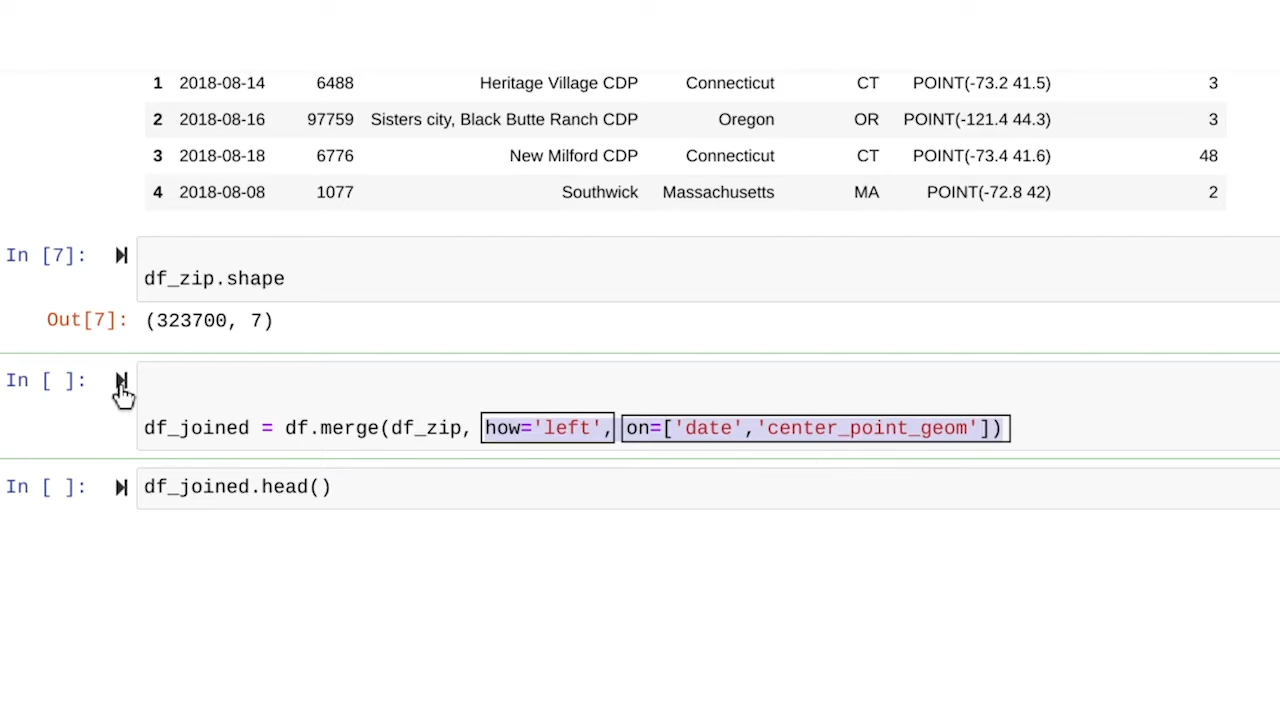 1 2018-08-14 6488 Heritage Village CDP Connecticut CT POINT(-73.2 41.5) 3
2 2018-08-16 97759 Sisters city, Black Butte Ranch CDP Oregon OR POINT(-121.4 44.3) 3
3 2018-08-18 6776 New Milford CDP Connecticut CT POINT(-73.4 41.6) 48
4 2018-08-08 1077 Southwick Massachusetts MA POINT(-72.8 42) 2
In [7]:
df_zip.shape
Out[7]: (323700, 7)
In [ ]:
df_joined = df.merge(df_zip, how='left', on=['date','center_point_geom'])
In [ ]: df_joined.head()